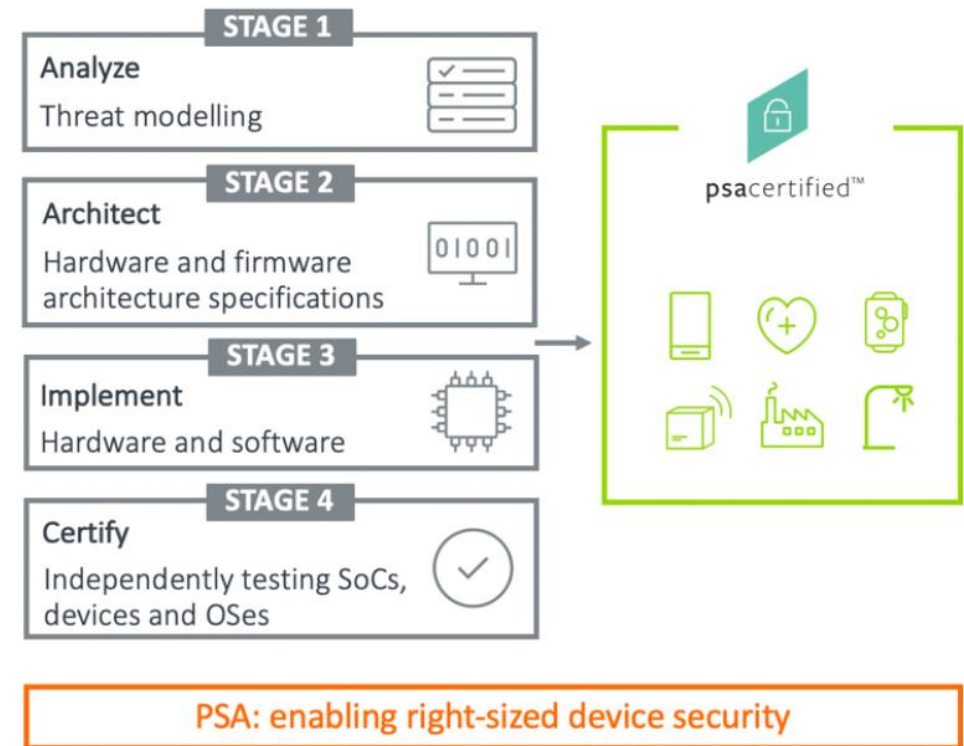 STAGE 1
Analyze
Threat modelling
STAGE 2
Architect
Hardware and firmware
architecture specifications
01001
STAGE 3
Implement
Hardware and software
STAGE 4
Certify
Independently testing SoCs,
devices and OSes
psacertified™
PSA: enabling right-sized device security